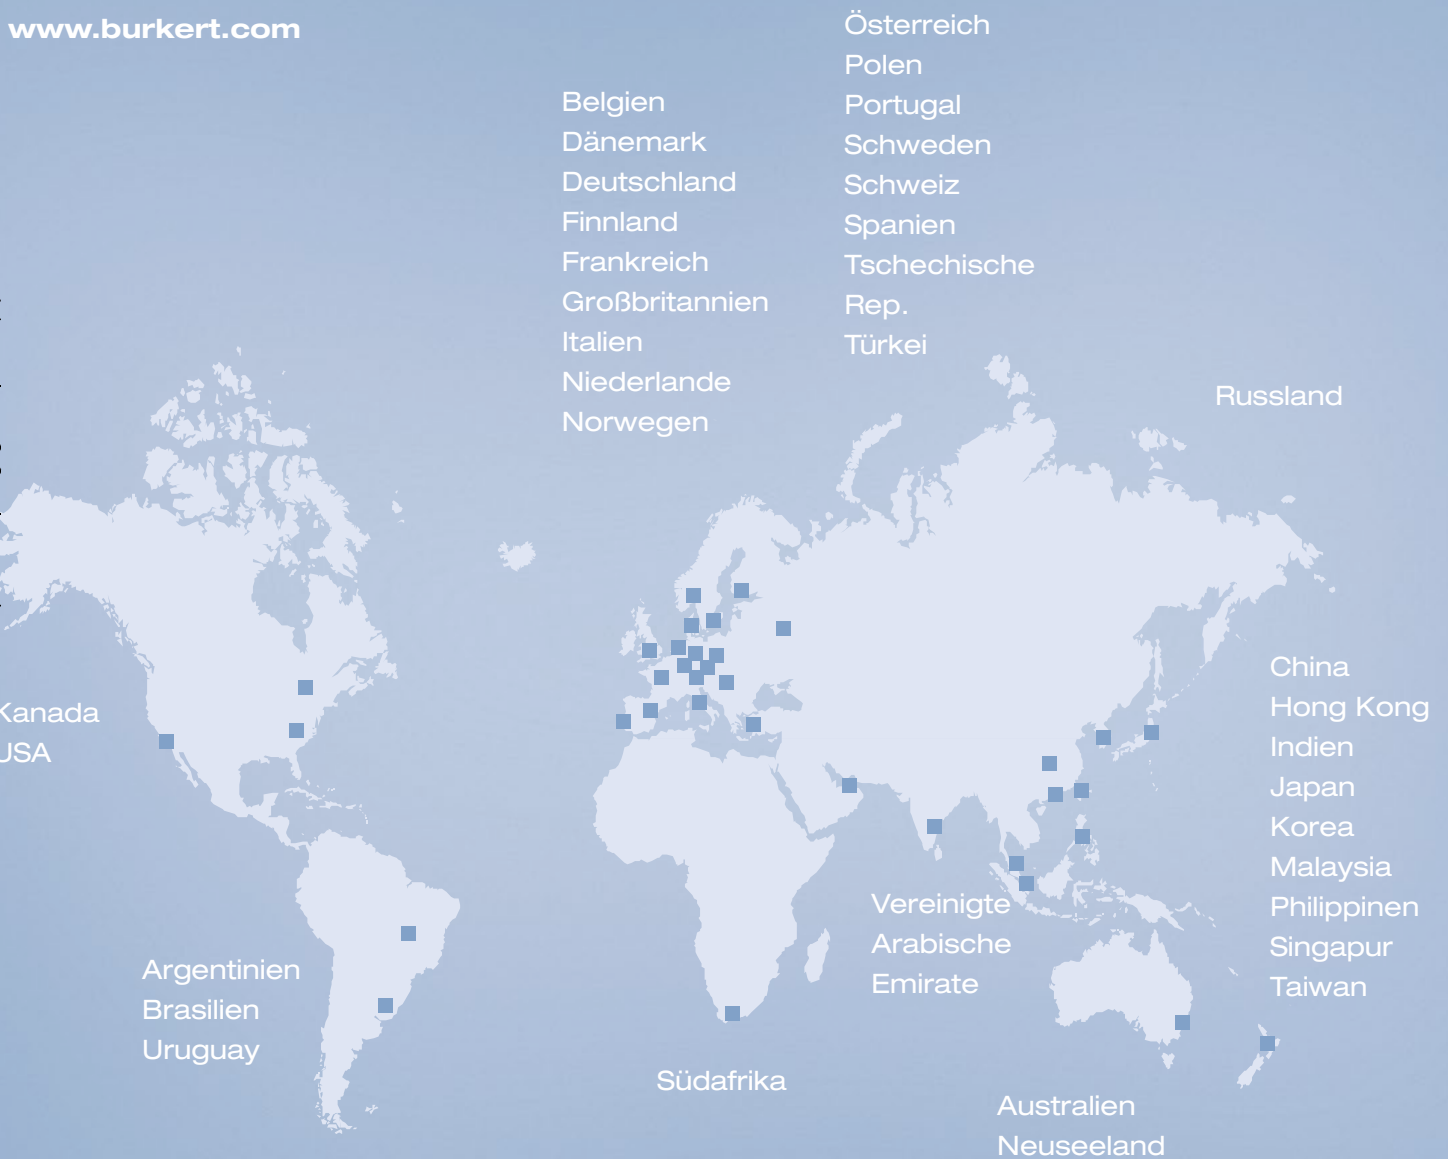 www.burkert.com
Belgien
Dänemark
Deutschland
Finnland
Frankreich
Großbritannien
Italien
Niederlande
Norwegen
Österreich
Polen
Portugal
Schweden
Schweiz
Spanien
Tschechische
Rep.
Türkei
Russland
Kanada
USA
China
Hong Kong
Indien
Japan
Korea
Malaysia
Philippinen
Singapur
Taiwan
Vereinigte
Arabische
Emirate
Argentinien
Brasilien
Uruguay
Südafrika
Australien
Neuseeland